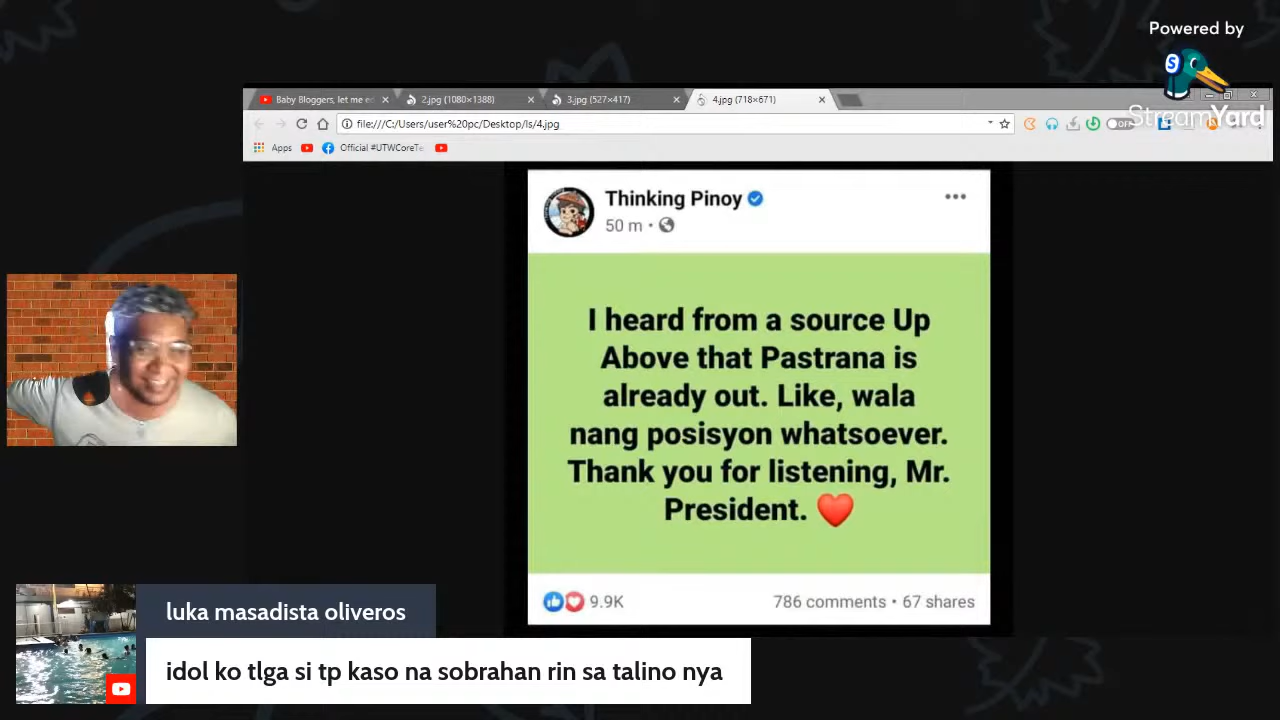 Powered by
StreamYard
Baby Bloggers, let me e
2.jpg (1080×1388)
3.jpg (527×417)
4.jpg (718×671)
file:///C:/Users/user%20pc/Desktop/ls/4.jpg
OFF
Apps
Official #UTWCoreTe
Thinking Pinoy
50 m
I heard from a source Up
Above that Pastrana is
already out. Like, wala
nang posisyon whatsoever.
Thank you for listening, Mr.
President.
9.9K
786 comments • 67 shares
luka masadista oliveros
idol ko tlga si tp kaso na sobrahan rin sa talino nya